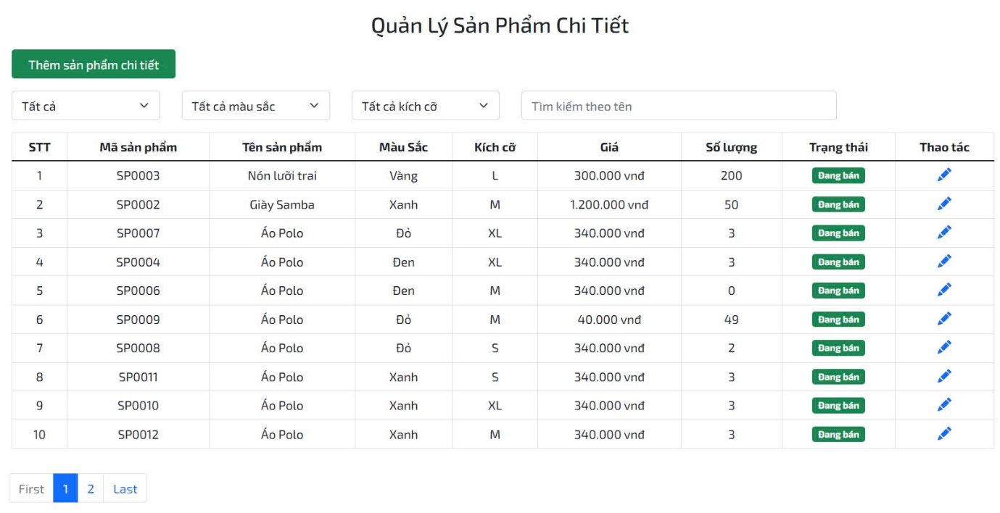 Quản Lý Sản Phẩm Chi Tiết
Thêm sản phẩm chi tiết
Tất cả Tất cả màu sắc Tất cả kích cỡ Tìm kiếm theo tên
STT Mã sản phẩm Tên sản phẩm Màu Sắc Kích cỡ Giá Số lượng Trạng thái Thao tác
1 SP0003 Nón lưỡi trai Vàng L 300.000 vnđ 200 Đang bán
2 SP0002 Giày Samba Xanh M 1.200.000 vnđ 50 Đang bán
3 SP0007 Áo Polo Đỏ XL 340.000 vnđ 3 Đang bán
4 SP0004 Áo Polo Đen XL 340.000 vnđ 3 Đang bán
5 SP0006 Áo Polo Đen M 340.000 vnđ 0 Đang bán
6 SP0009 Áo Polo Đỏ M 40.000 vnđ 49 Đang bán
7 SP0008 Áo Polo Đỏ S 340.000 vnđ 2 Đang bán
8 SP0011 Áo Polo Xanh S 340.000 vnđ 3 Đang bán
9 SP0010 Áo Polo Xanh XL 340.000 vnđ 3 Đang bán
10 SP0012 Áo Polo Xanh M 340.000 vnđ 3 Đang bán
First 1 2 Last